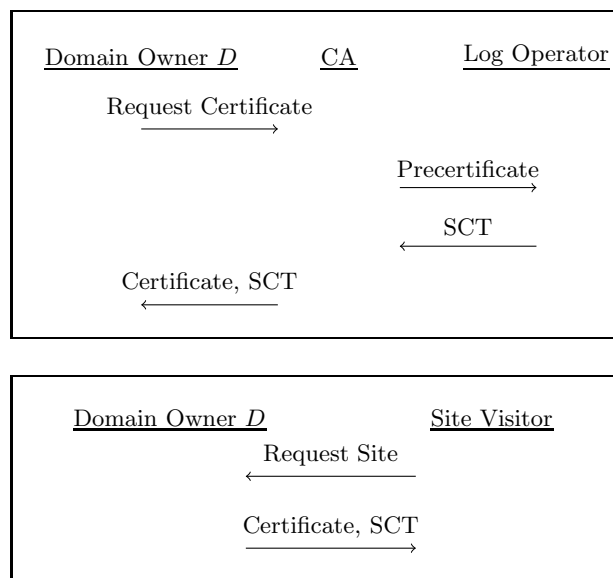 Domain Owner D CA Log Operator
Request Certificate
Precertificate
SCT
Certificate, SCT
Domain Owner D Site Visitor
Request Site
Certificate, SCT